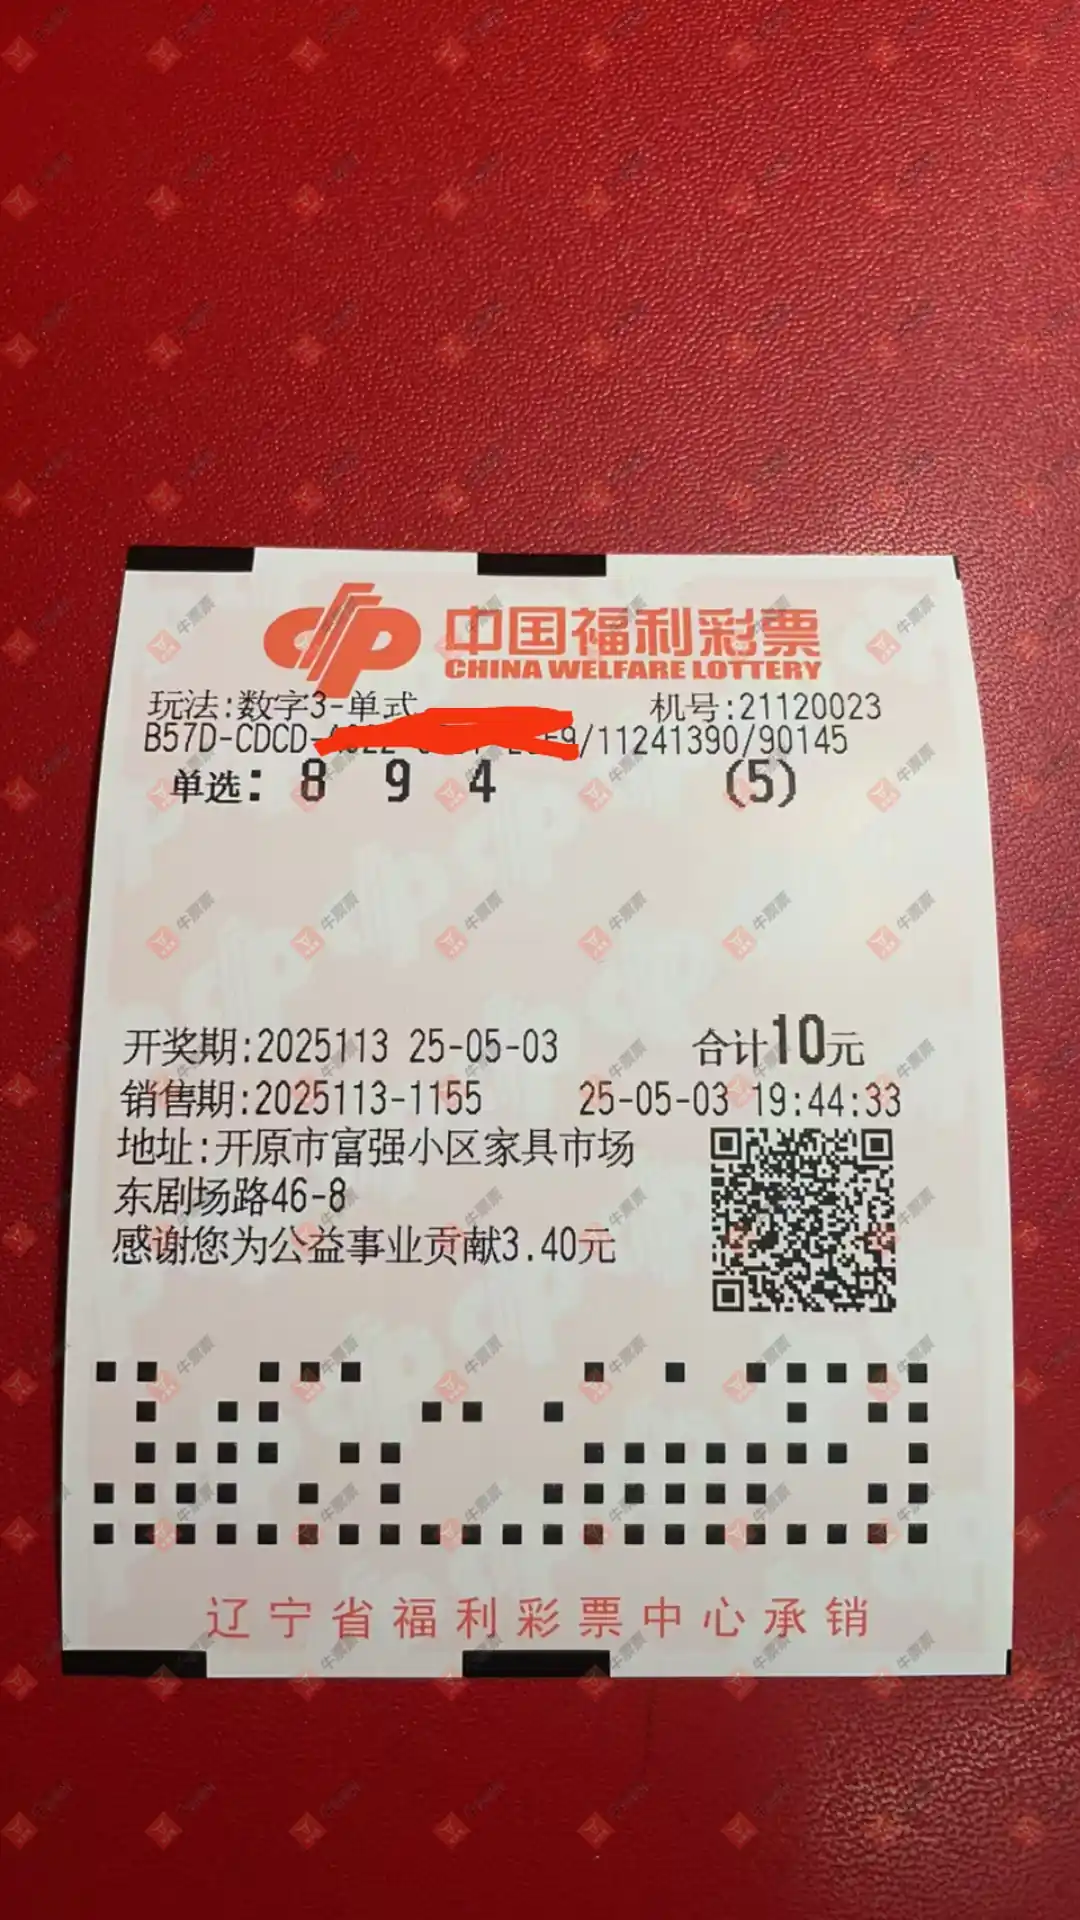 中国福利彩票
CHINA WELFARE LOTTERY
玩法:数字3-单式 机号:21120023
B57D-CDCD- /11241390/90145
单选: 8 9 4 (5)
开奖期:2025113 25-05-03 合计10元
销售期:2025113-1155 25-05-03 19:44:33
地址:开原市富强小区家具市场
东剧场路46-8
感谢您为公益事业贡献3.40元
辽宁省福利彩票中心承销
牛票票